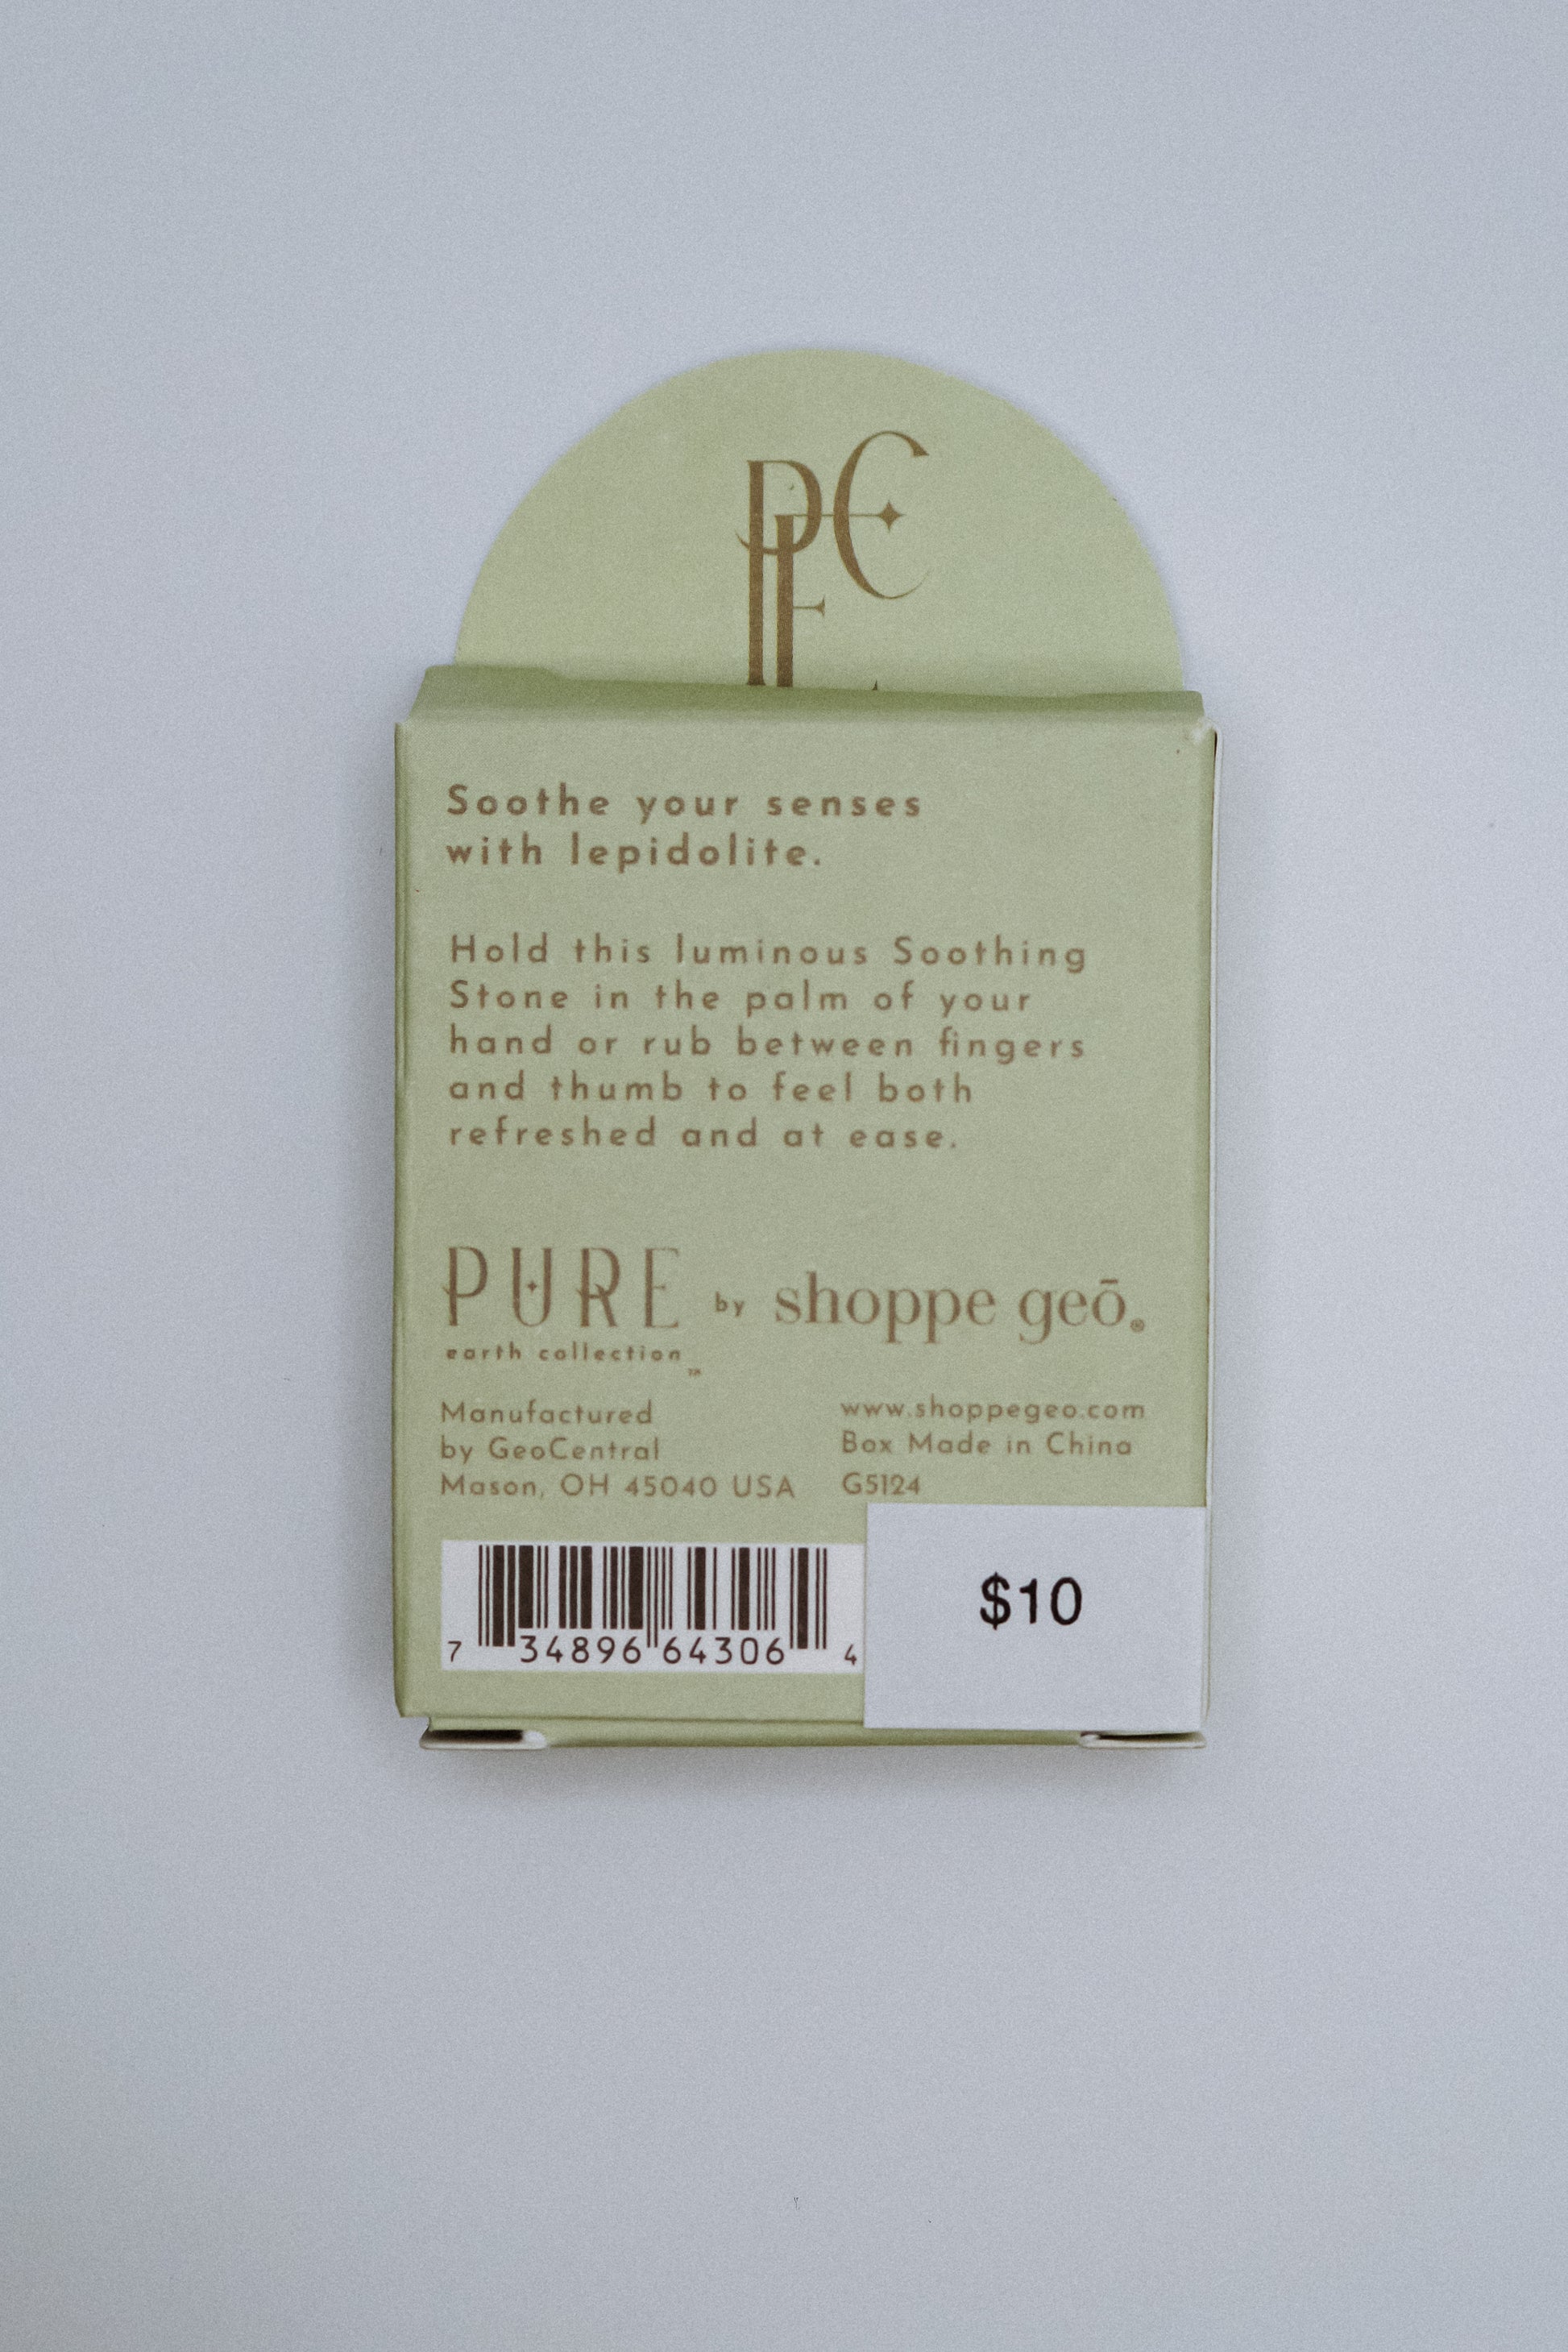 PEC
Soothe your senses
with lepidolite.
Hold this luminous Soothing
Stone in the palm of your
hand or rub between fingers
and thumb to feel both
refreshed and at ease.
PURE by shoppe geō®
earth collection™
Manufactured
by GeoCentral
Mason, OH 45040 USA
www.shoppegeo.com
Box Made in China
G5124
$10
7 34896 64306 4